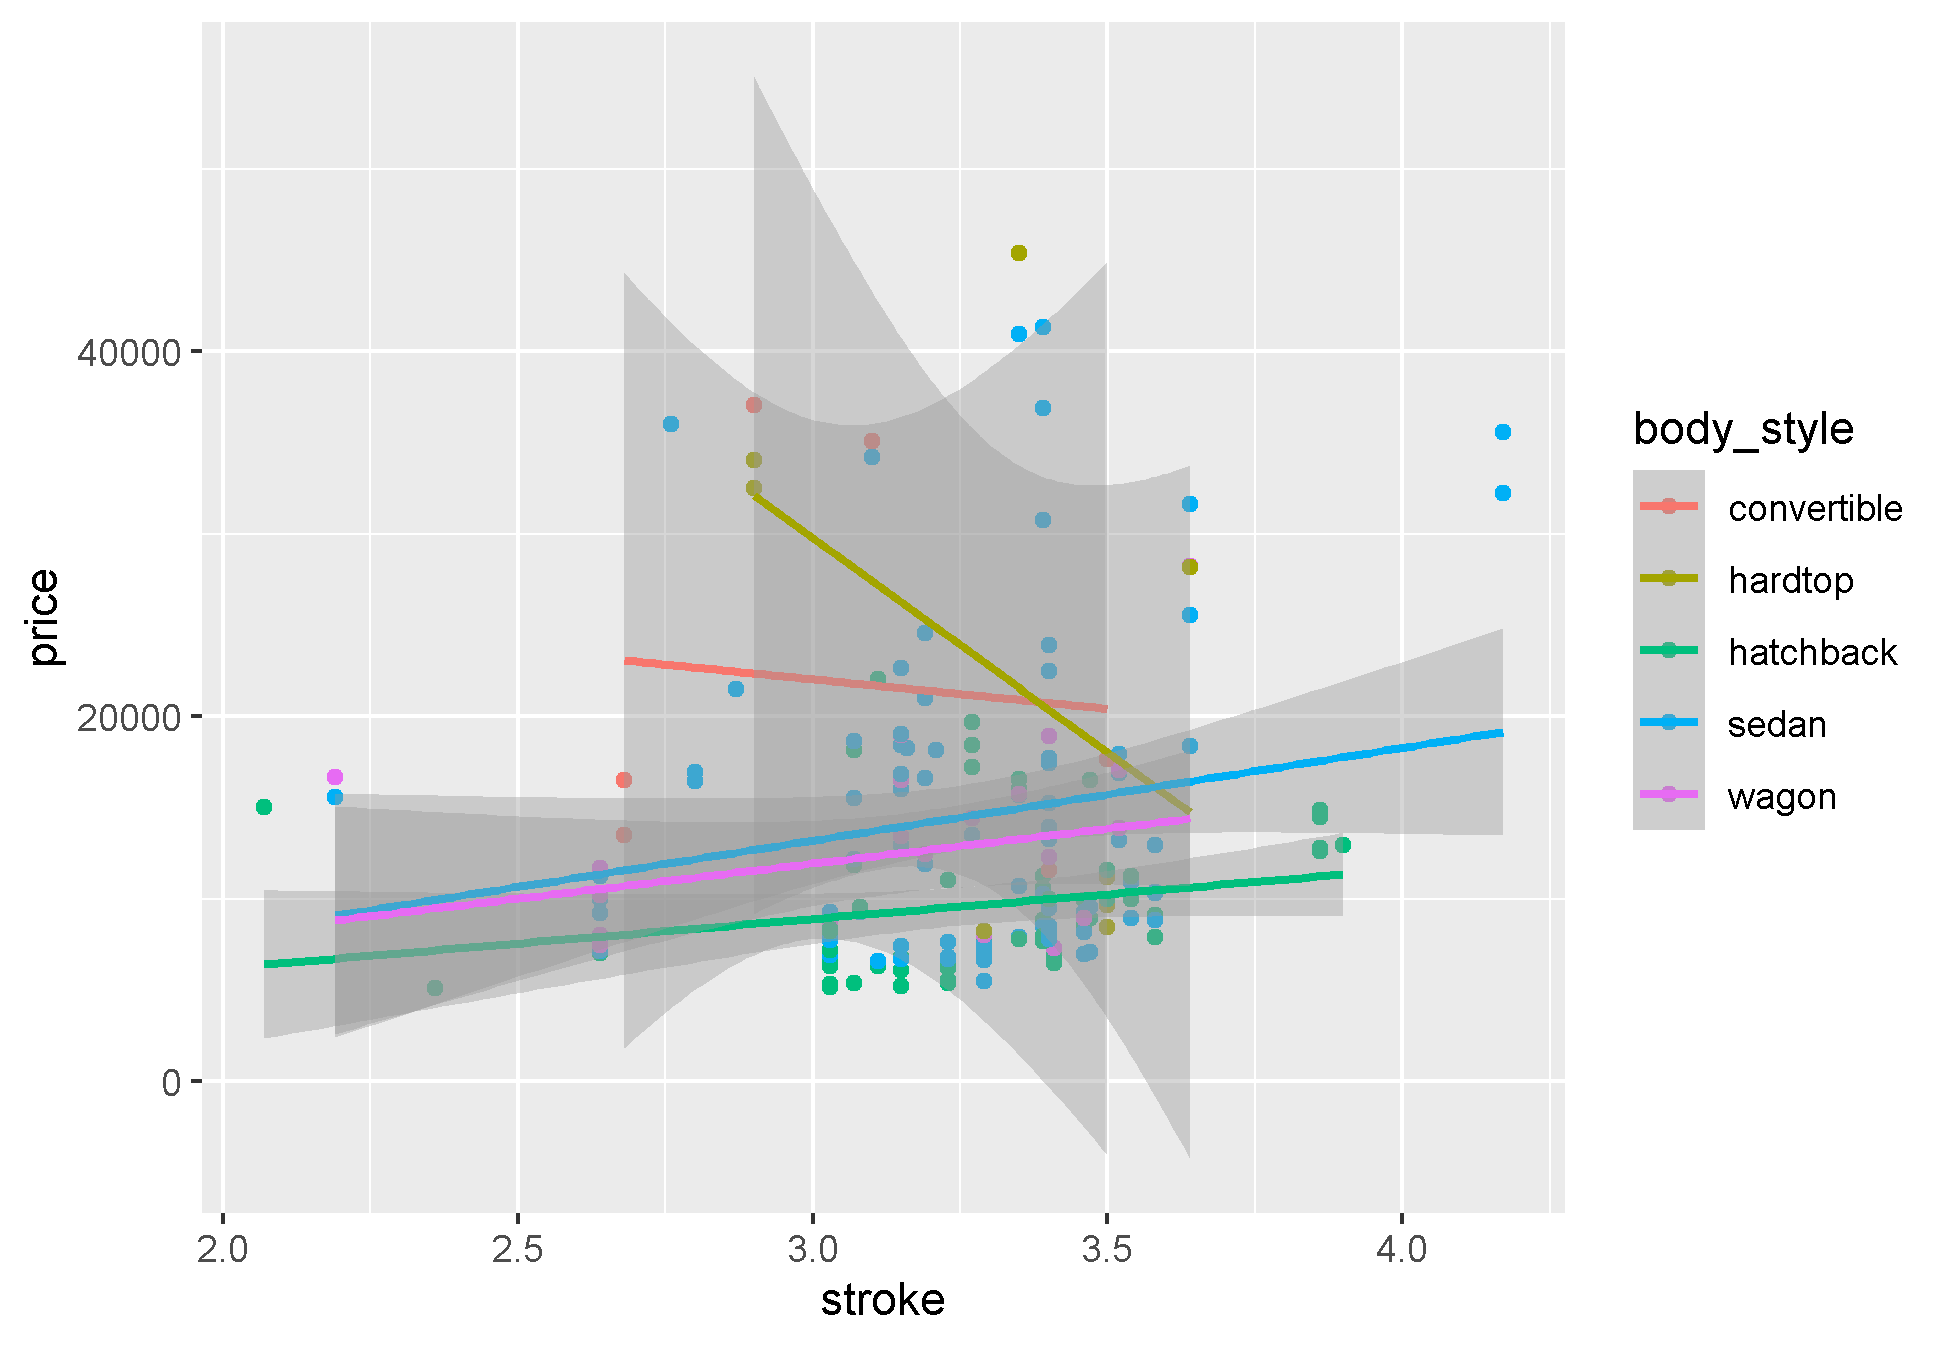 price
40000
20000
0
2.0
2.5
3.0
3.5
4.0
stroke
body_style
convertible
hardtop
hatchback
sedan
wagon